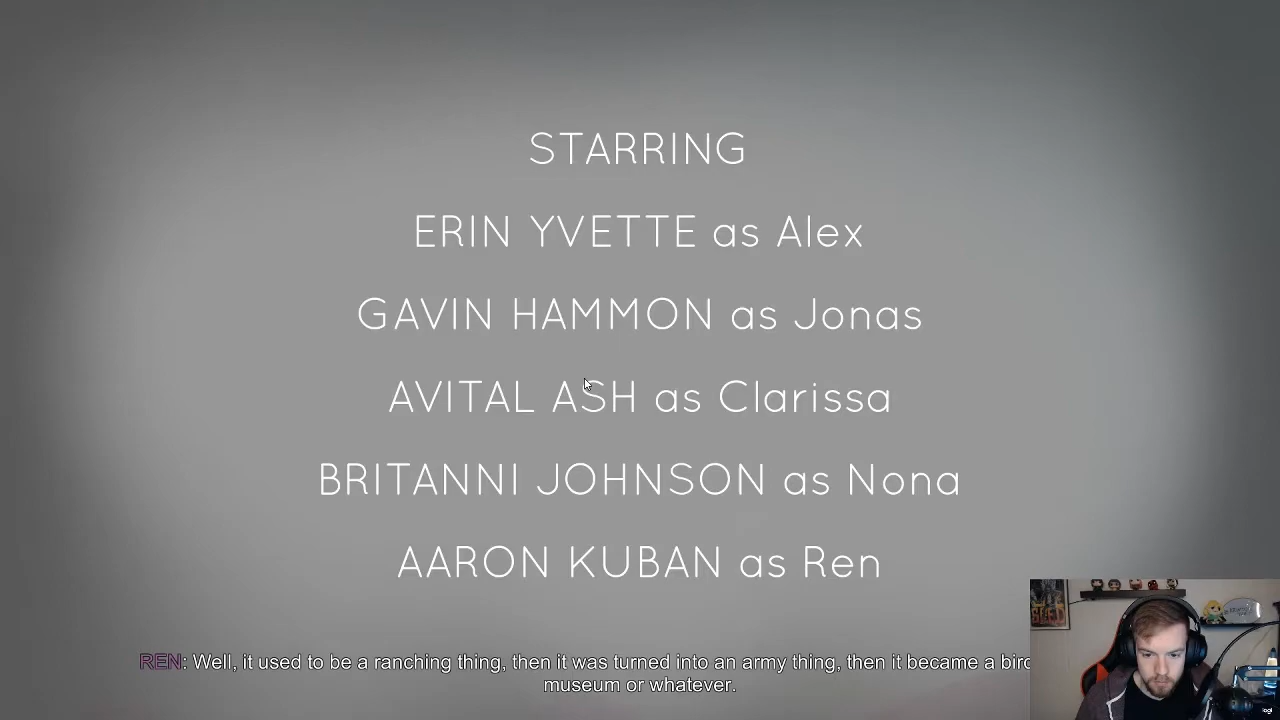 STARRING
ERIN YVETTE as Alex
GAVIN HAMMON as Jonas
AVITAL ASH as Clarissa
BRITANNI JOHNSON as Nona
AARON KUBAN as Ren
REN: Well, it used to be a ranching thing, then it was turned into an army thing, then it became a
museum or whatever.
logi